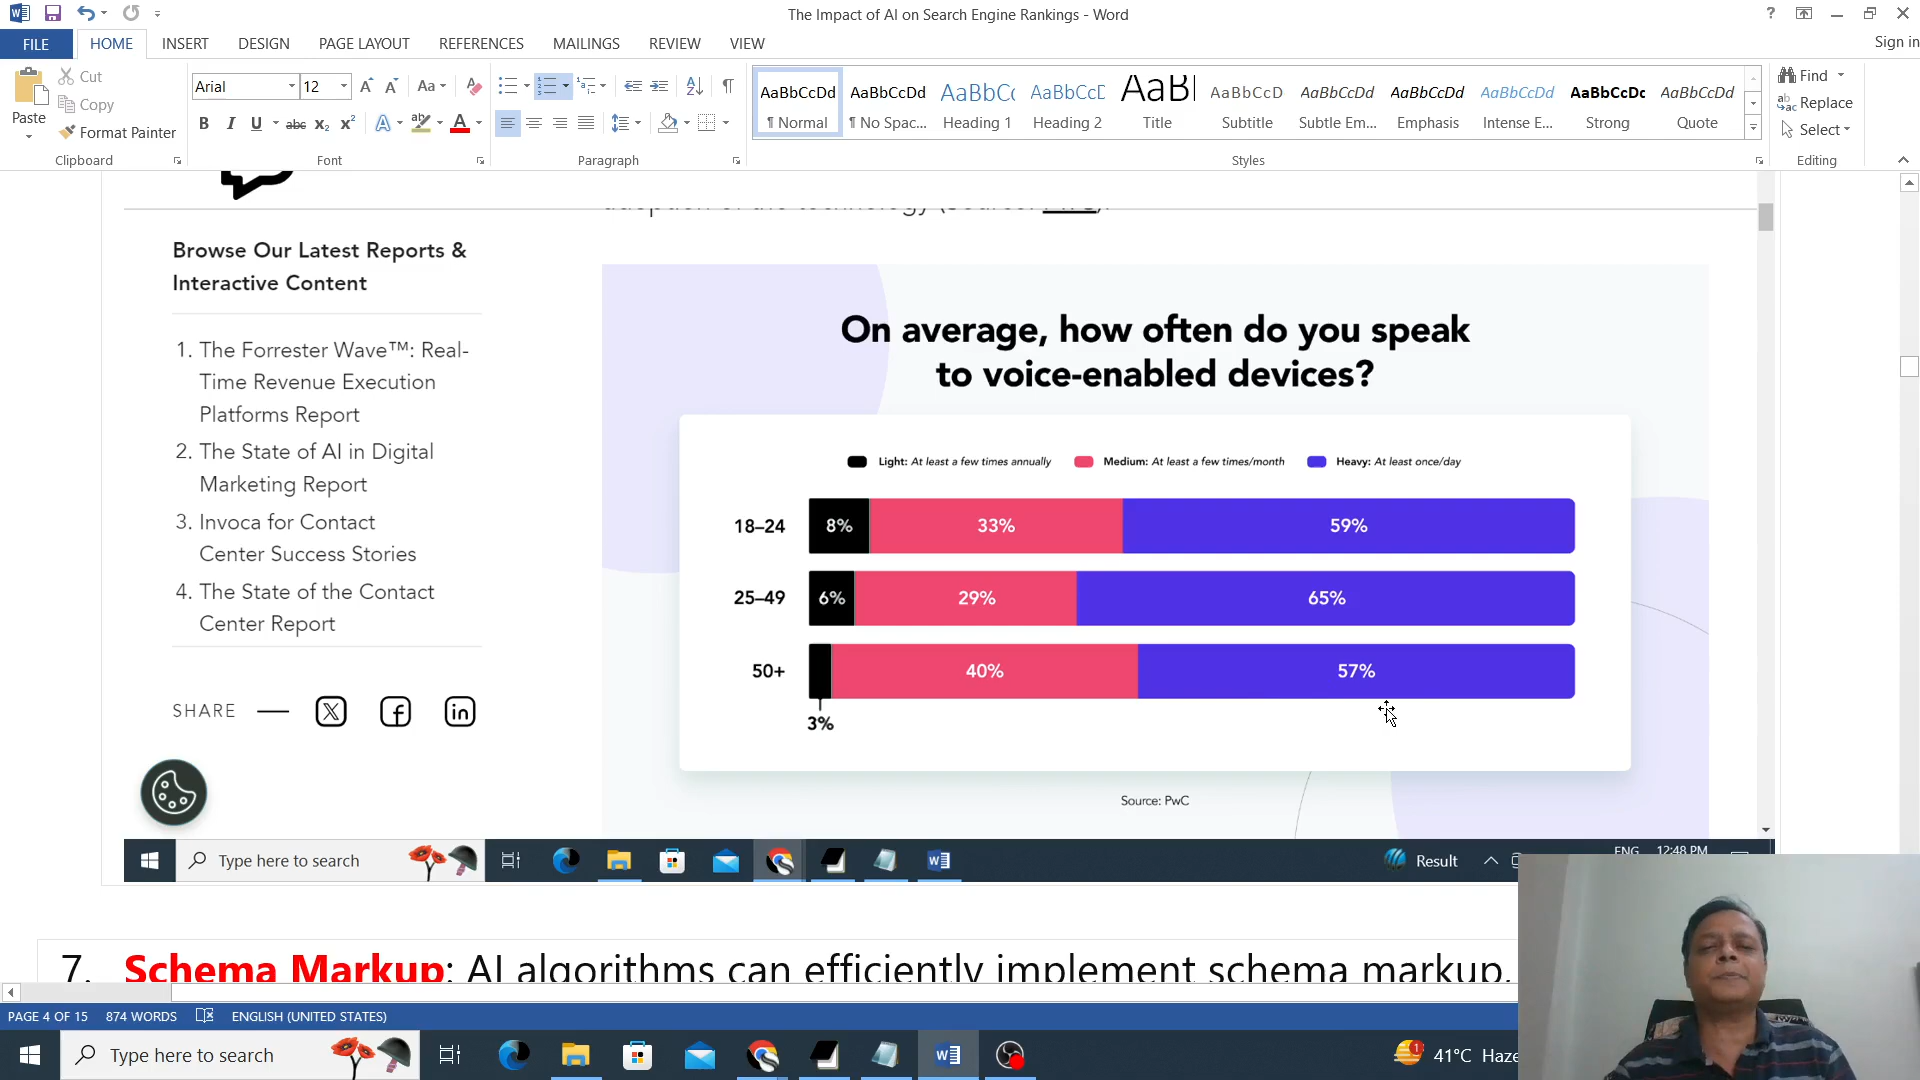 The Impact of AI on Search Engine Rankings - Word
?
FILE HOME INSERT DESIGN PAGE LAYOUT REFERENCES MAILINGS REVIEW VIEW Sign in
Paste
Cut
Copy
Format Painter
Clipboard
Arial 12
Aa
B I U abc x₂ x² A ab A
Font
Paragraph
AaBbCcDd AaBbCcDd AaBbC AaBbCcD AaB AaBbCcD AaBbCcDd AaBbCcDd AaBbCcDd AaBbCcDc AaBbCcDd
¶ Normal ¶ No Spac... Heading 1 Heading 2 Title Subtitle Subtle Em... Emphasis Intense E... Strong Quote
Styles
Find
Replace
Select
Editing
Browse Our Latest Reports &
Interactive Content
1. The Forrester Wave™: Real-
Time Revenue Execution
Platforms Report
2. The State of AI in Digital
Marketing Report
3. Invoca for Contact
Center Success Stories
4. The State of the Contact
Center Report
SHARE
On average, how often do you speak
to voice-enabled devices?
Light: At least a few times annually Medium: At least a few times/month Heavy: At least once/day
18–24 8% 33% 59%
25–49 6% 29% 65%
50+ 40% 57%
3%
Source: PwC
Type here to search
Result
ENG 12:48 PM
7. Schema Markup: AI algorithms can efficiently implement schema markup,
PAGE 4 OF 15 874 WORDS ENGLISH (UNITED STATES)
Type here to search
41°C Haze